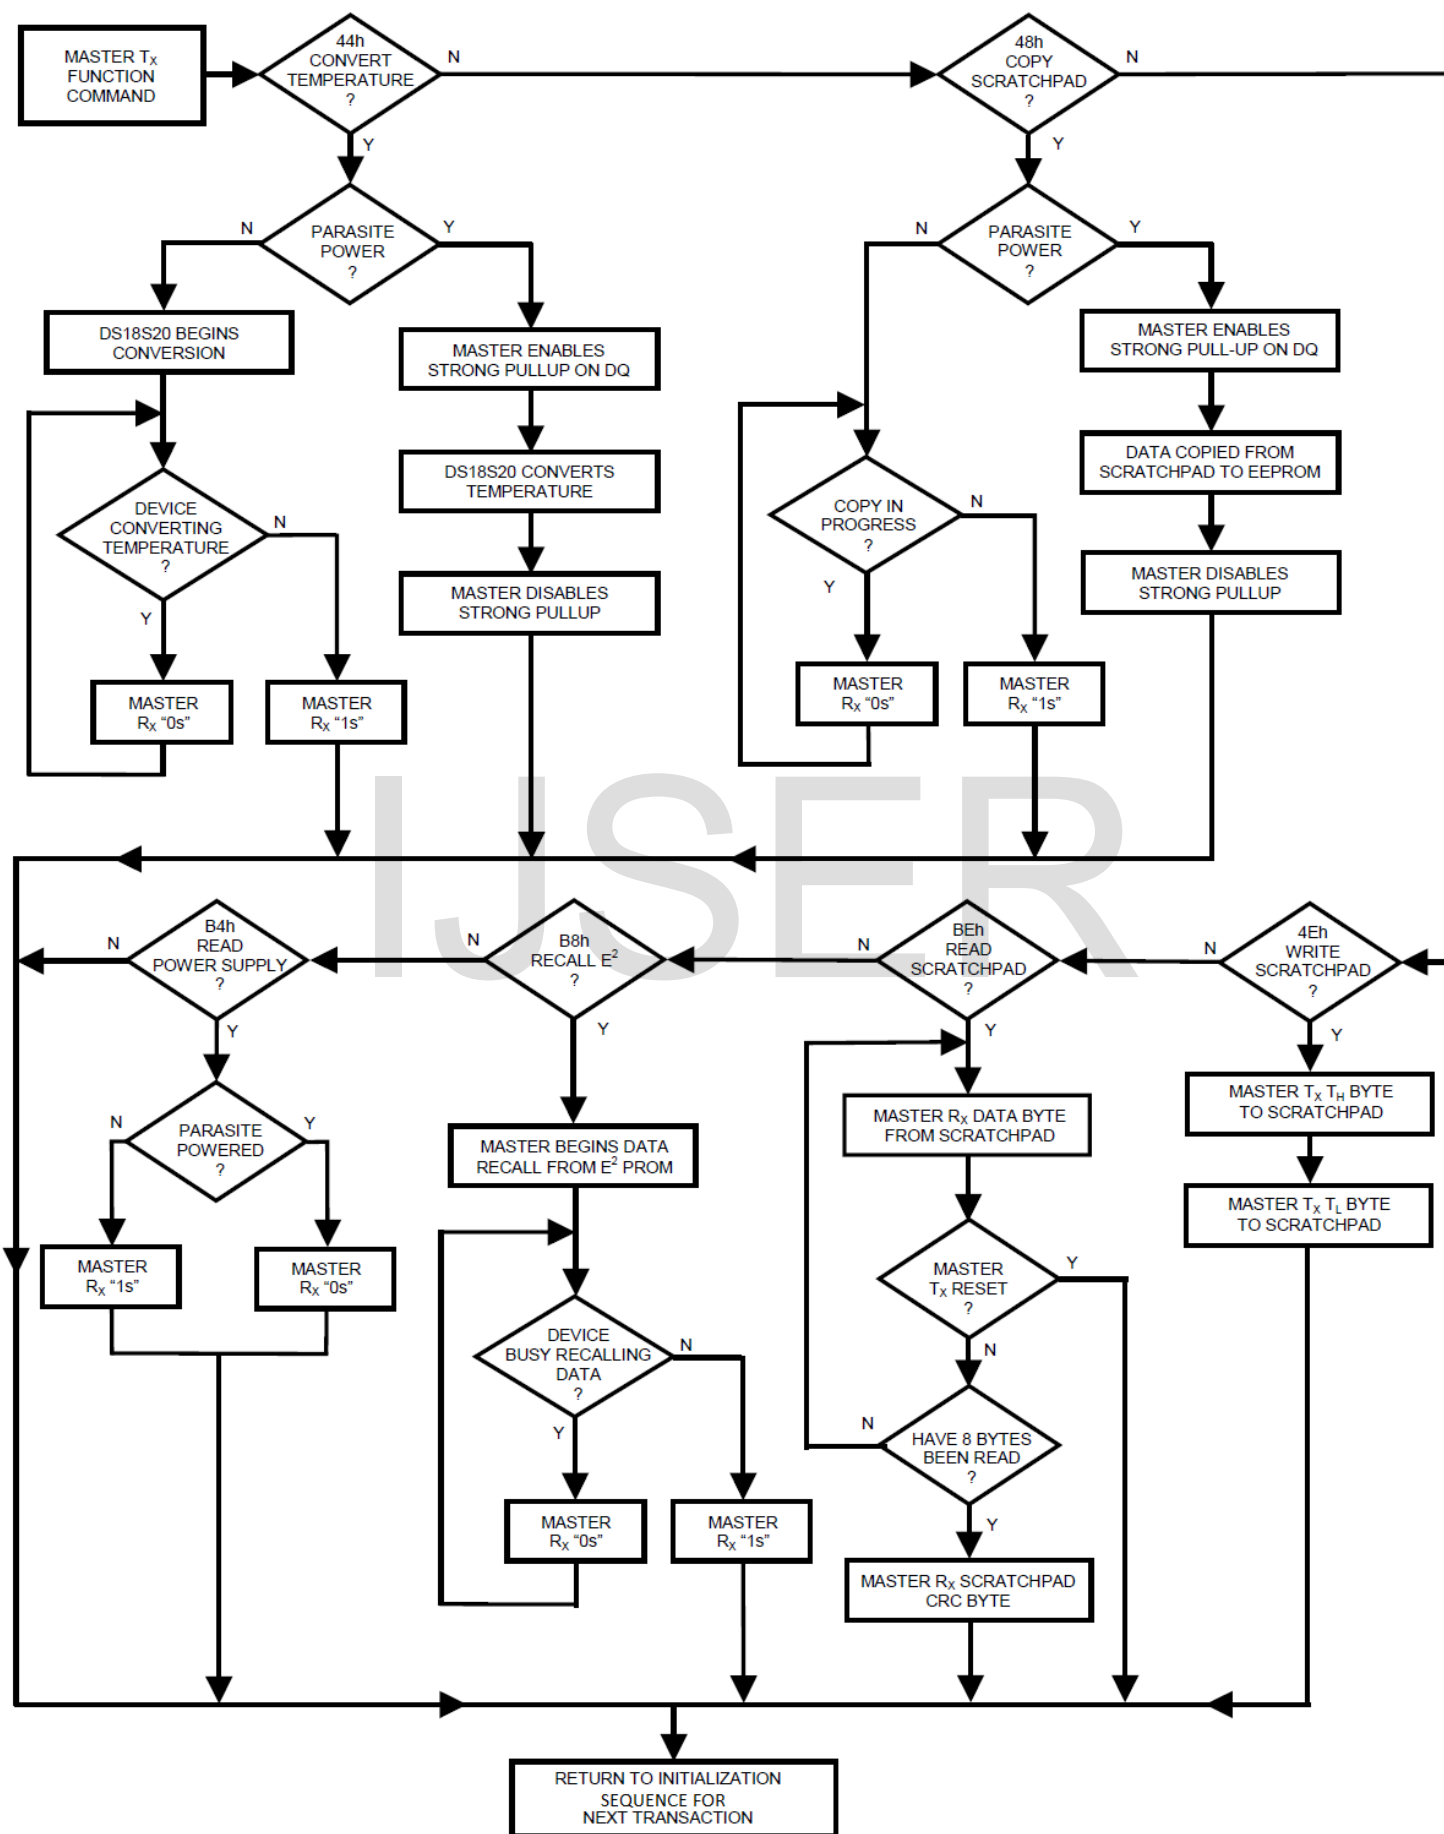 MASTER TX
FUNCTION
COMMAND
44h
CONVERT
TEMPERATURE
?
N
Y
48h
COPY
SCRATCHPAD
?
N
Y
PARASITE
POWER
?
N
Y
PARASITE
POWER
?
N
Y
DS18S20 BEGINS
CONVERSION
MASTER ENABLES
STRONG PULLUP ON DQ
MASTER ENABLES
STRONG PULL-UP ON DQ
DS18S20 CONVERTS
TEMPERATURE
DATA COPIED FROM
SCRATCHPAD TO EEPROM
DEVICE
CONVERTING
TEMPERATURE
?
N
Y
COPY IN
PROGRESS
?
N
Y
MASTER DISABLES
STRONG PULLUP
MASTER DISABLES
STRONG PULLUP
MASTER
RX “0s”
MASTER
RX “1s”
MASTER
RX “0s”
MASTER
RX “1s”
IJSER
B4h
READ
POWER SUPPLY
?
N
Y
B8h
RECALL E2
?
N
Y
BEh
READ
SCRATCHPAD
?
N
Y
4Eh
WRITE
SCRATCHPAD
?
N
Y
PARASITE
POWERED
?
N
Y
MASTER BEGINS DATA
RECALL FROM E2 PROM
MASTER RX DATA BYTE
FROM SCRATCHPAD
MASTER TX TH BYTE
TO SCRATCHPAD
MASTER TX TL BYTE
TO SCRATCHPAD
MASTER
RX “1s”
MASTER
RX “0s”
MASTER
TX RESET
?
Y
N
DEVICE
BUSY RECALLING
DATA
?
N
Y
HAVE 8 BYTES
BEEN READ
?
N
Y
MASTER
RX “0s”
MASTER
RX “1s”
MASTER RX SCRATCHPAD
CRC BYTE
RETURN TO INITIALIZATION
SEQUENCE FOR
NEXT TRANSACTION